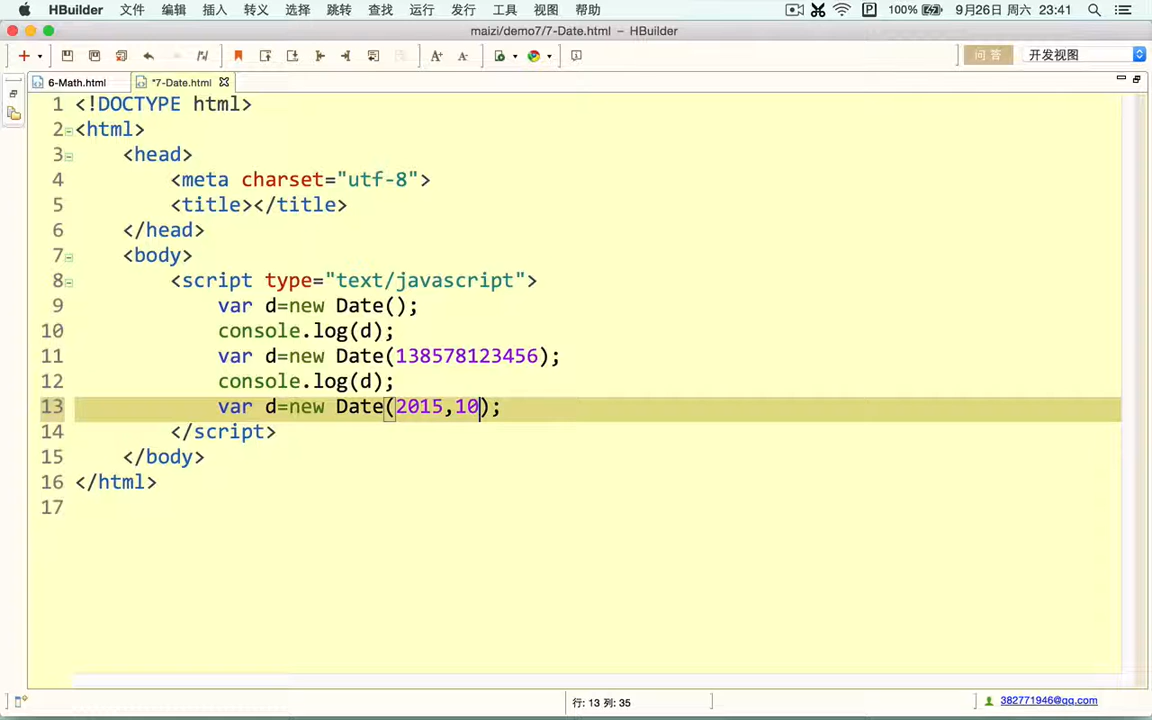 HBuilder 文件 编辑 插入 转义 选择 跳转 查找 运行 发行 工具 视图 帮助 100% 9月26日 周六 23:41
maizi/demo7/7-Date.html – HBuilder
问答 开发视图
6-Math.html *7-Date.html
1 <!DOCTYPE html>
2 <html>
3 <head>
4 <meta charset="utf-8">
5 <title></title>
6 </head>
7 <body>
8 <script type="text/javascript">
9 var d=new Date();
10 console.log(d);
11 var d=new Date(138578123456);
12 console.log(d);
13 var d=new Date(2015,10);
14 </script>
15 </body>
16 </html>
17
行: 13 列: 35 382771946@qq.com